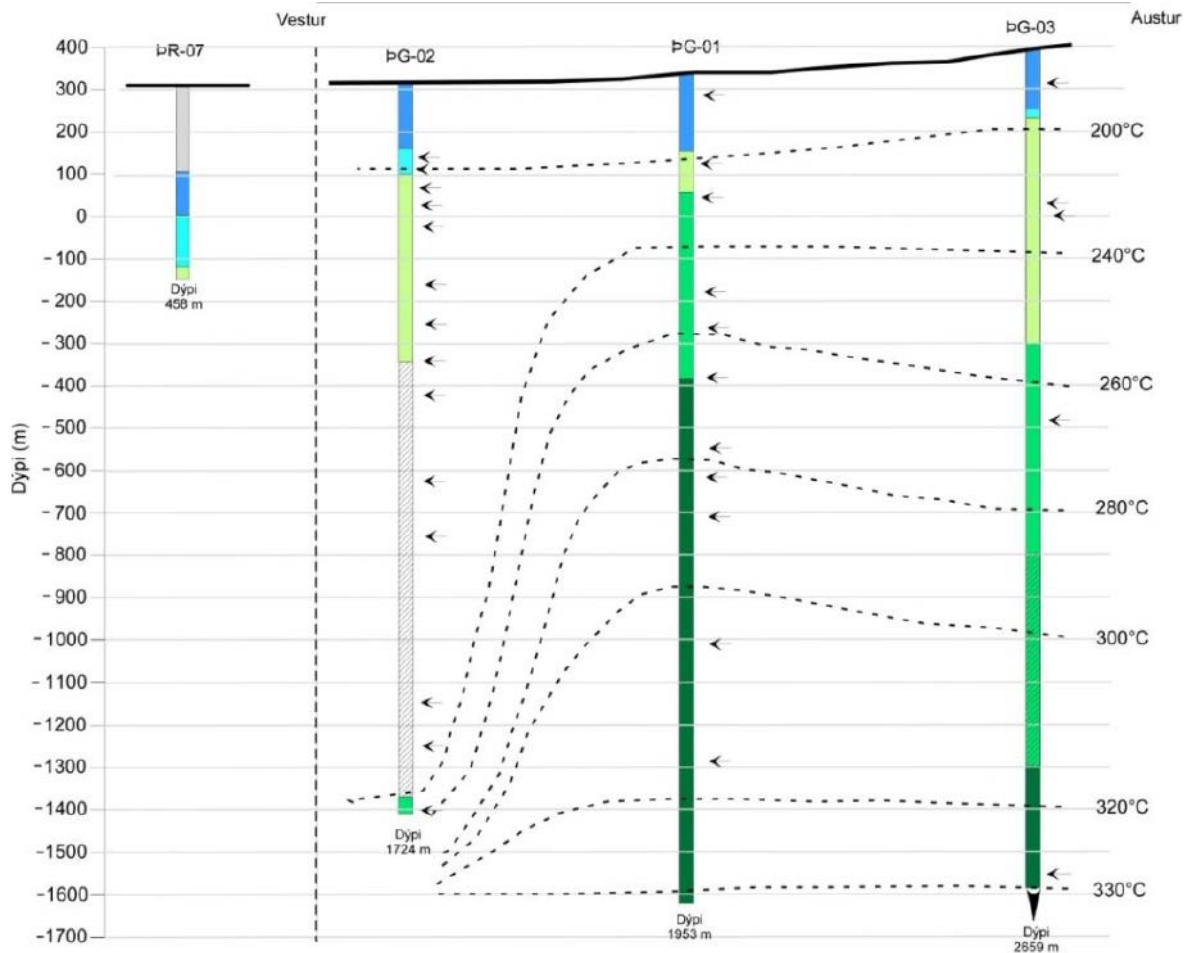 Vestur
Austur
ÞR-07
ÞG-02
ÞG-01
ÞG-03
Dýpi (m)
400
300
200
100
0
-100
-200
-300
-400
-500
-600
-700
-800
-900
-1000
-1100
-1200
-1300
-1400
-1500
-1600
-1700
200°C
240°C
260°C
280°C
300°C
320°C
330°C
Dýpi
458 m
Dýpi
1724 m
Dýpi
1953 m
Dýpi
2659 m